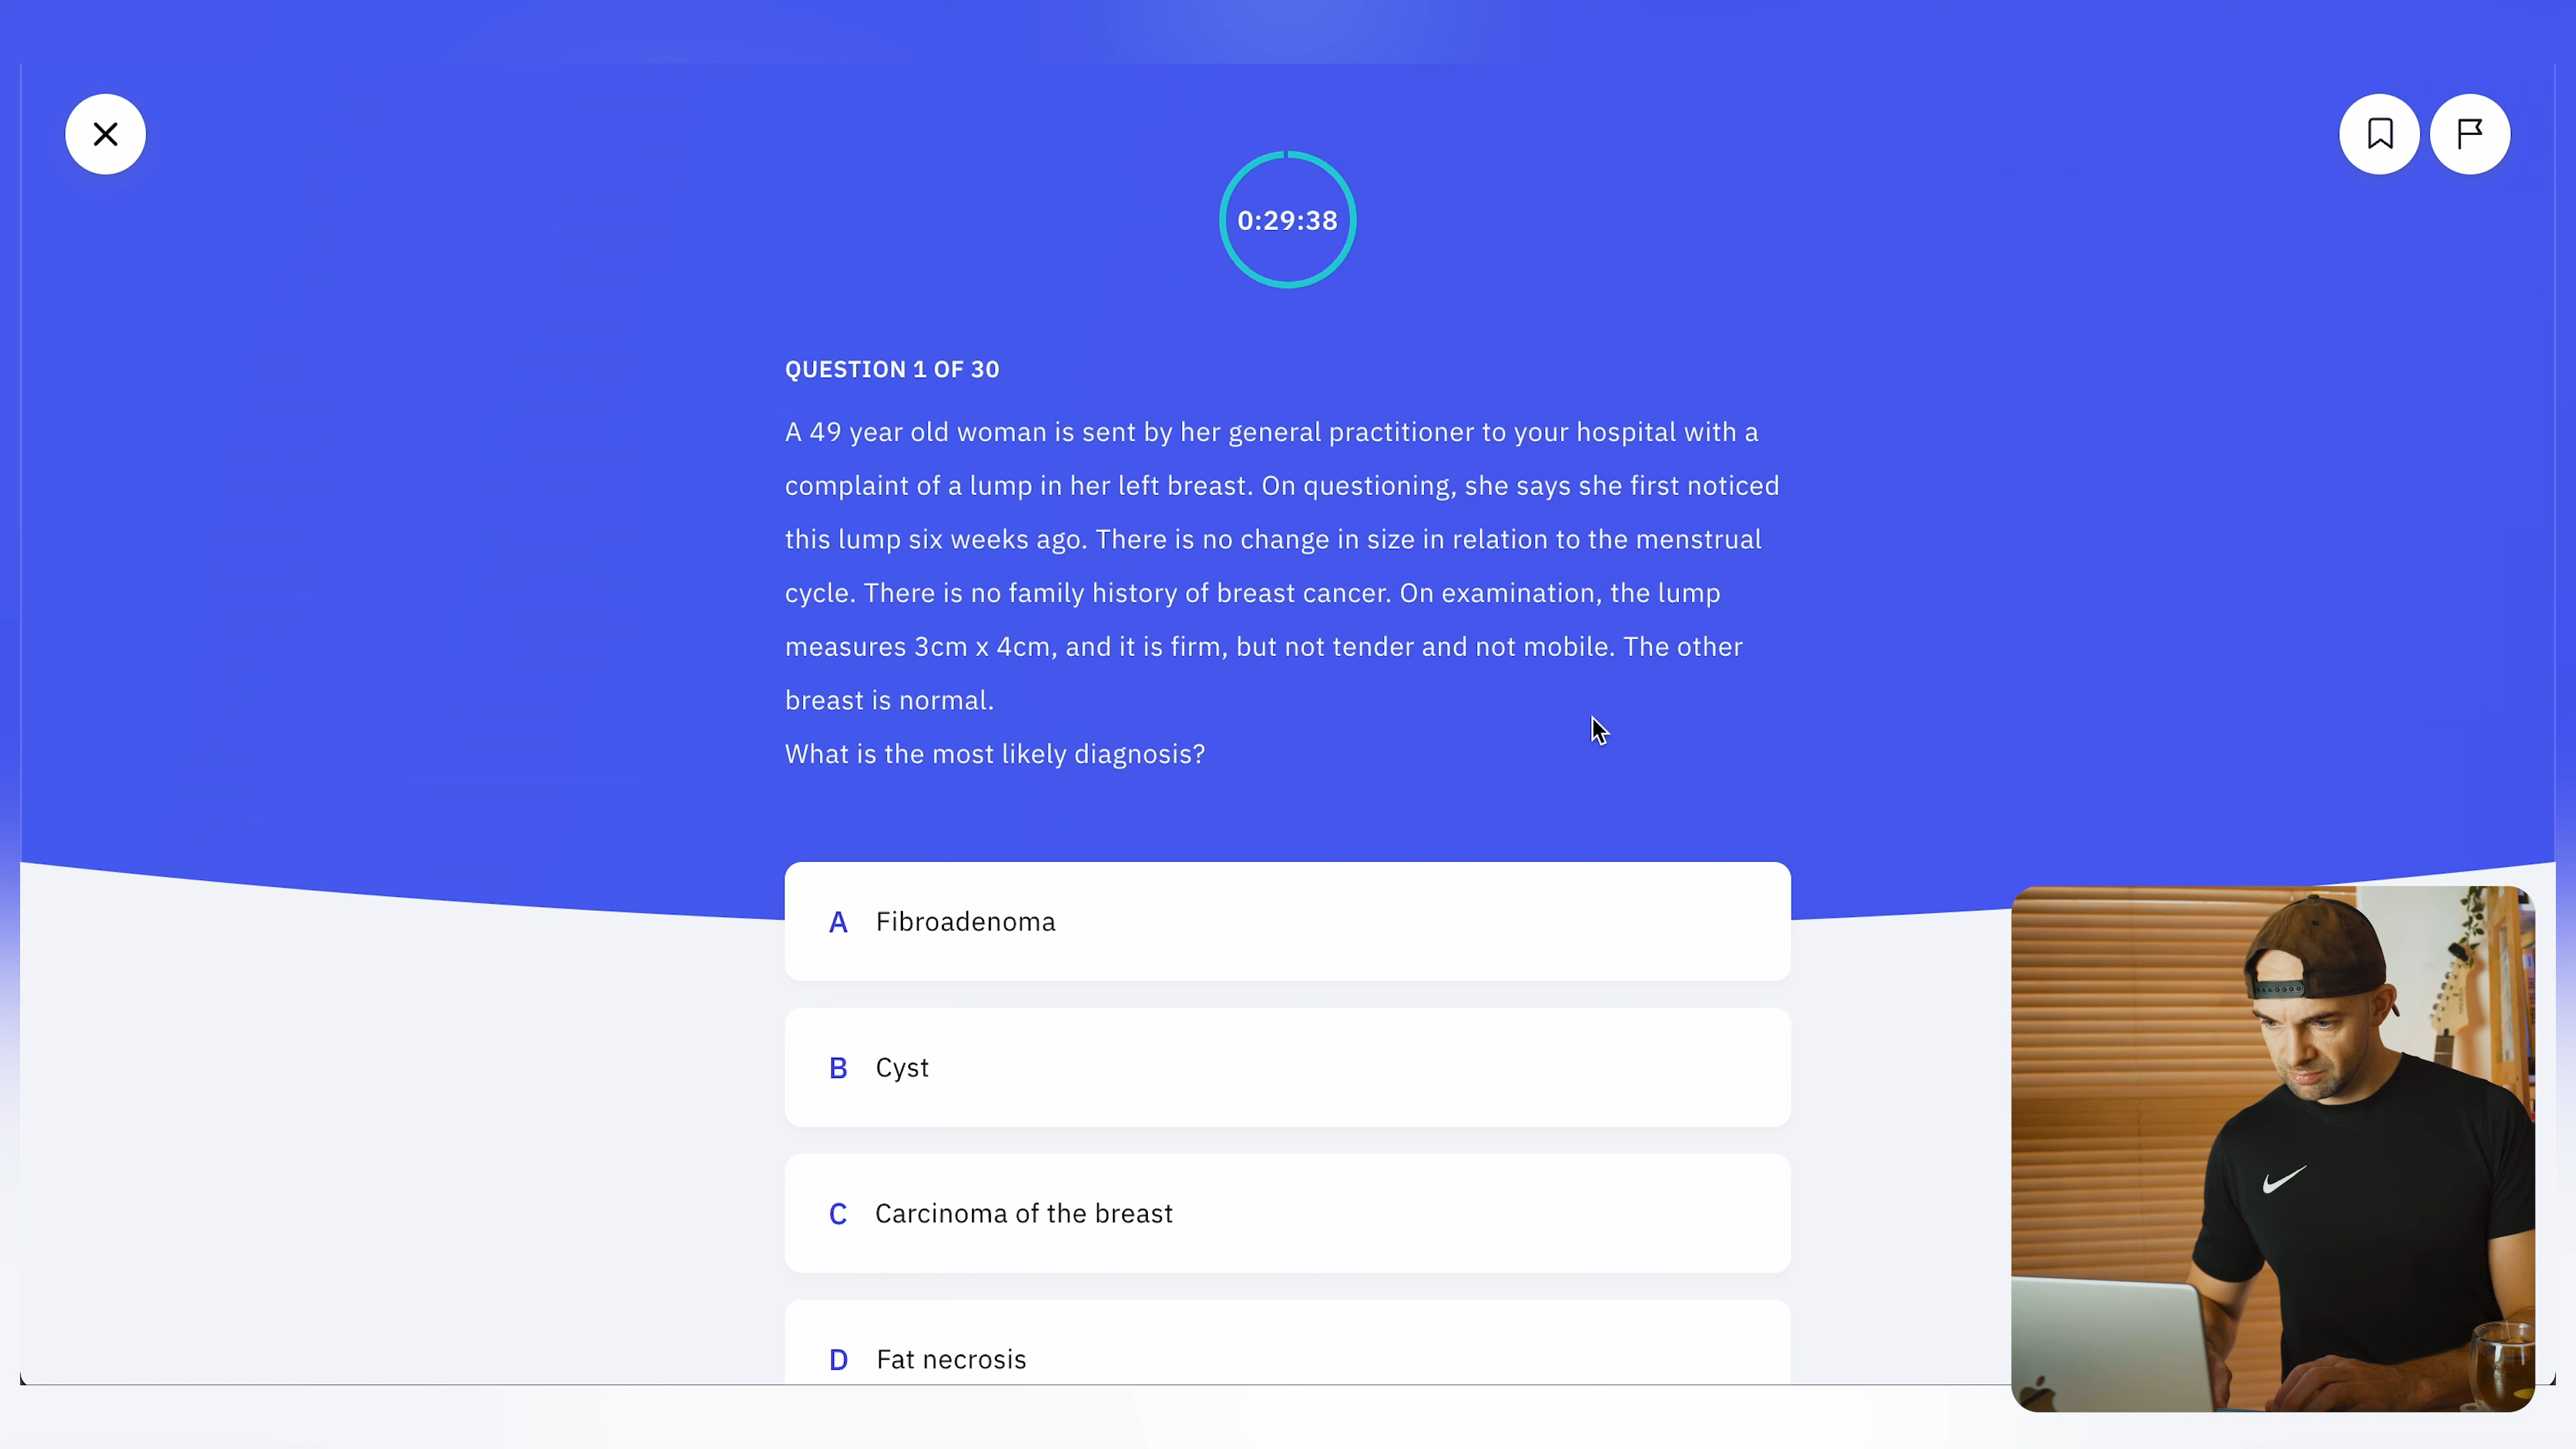 0:29:38
QUESTION 1 OF 30
A 49 year old woman is sent by her general practitioner to your hospital with a
complaint of a lump in her left breast. On questioning, she says she first noticed
this lump six weeks ago. There is no change in size in relation to the menstrual
cycle. There is no family history of breast cancer. On examination, the lump
measures 3cm x 4cm, and it is firm, but not tender and not mobile. The other
breast is normal.
What is the most likely diagnosis?
A Fibroadenoma
B Cyst
C Carcinoma of the breast
D Fat necrosis